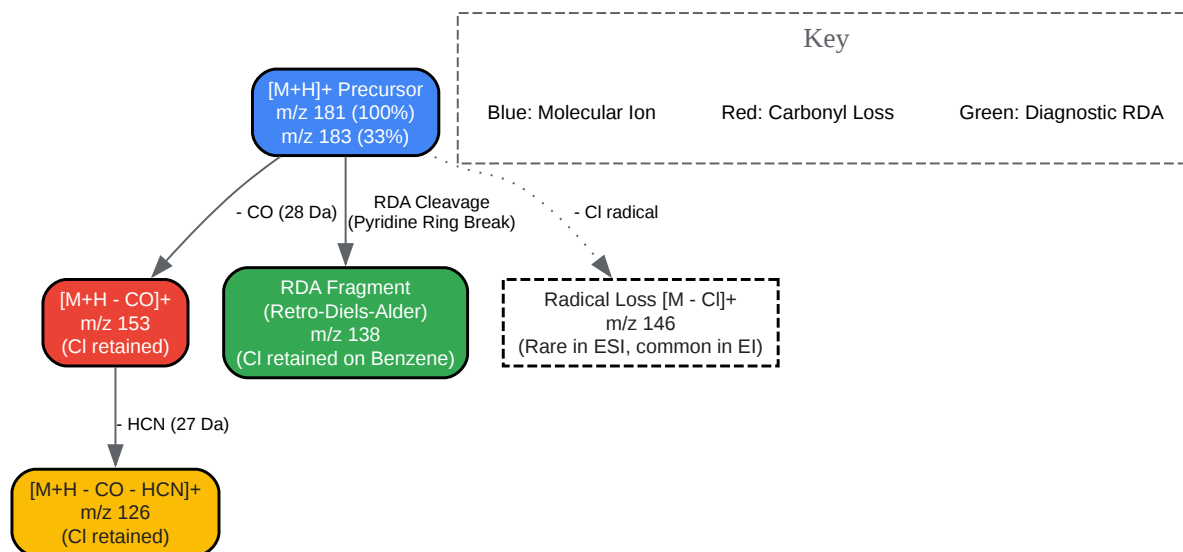 Key
Blue: Molecular Ion
Red: Carbonyl Loss
Green: Diagnostic RDA
[M+H]+ Precursor
m/z 181 (100%)
m/z 183 (33%)
- CO (28 Da)
RDA Cleavage
(Pyridine Ring Break)
- Cl radical
[M+H - CO]+
m/z 153
(Cl retained)
RDA Fragment
(Retro-Diels-Alder)
m/z 138
(Cl retained on Benzene)
Radical Loss [M - Cl]+
m/z 146
(Rare in ESI, common in EI)
- HCN (27 Da)
[M+H - CO - HCN]+
m/z 126
(Cl retained)